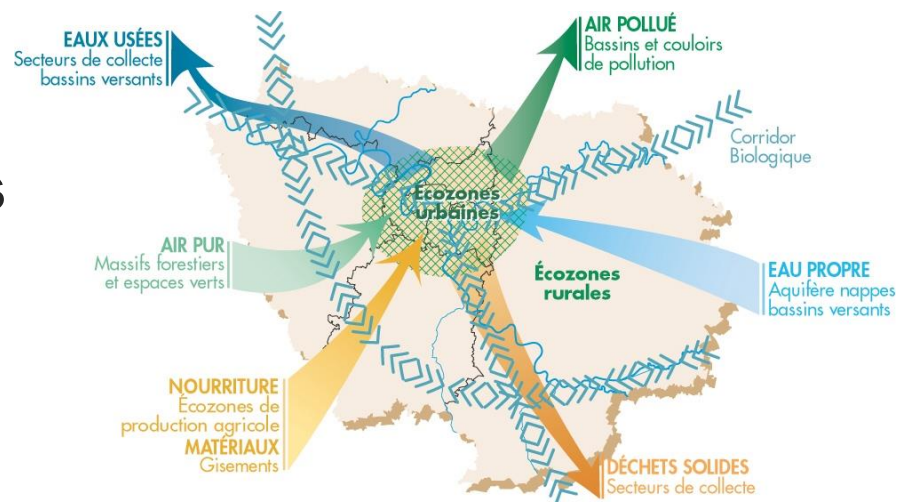 EAUX USÉES
Secteurs de collecte
bassins versants
AIR POLLUÉ
Bassins et couloirs
de pollution
Corridor
Biologique
s
Écozones
urbaines
AIR PUR
Massifs forestiers
et espaces verts
Écozones
rurales
EAU PROPRE
Aquifère nappes
bassins versants
NOURRITURE
Écozones de
production agricole
MATÉRIAUX
Gisements
DÉCHETS SOLIDES
Secteurs de collecte